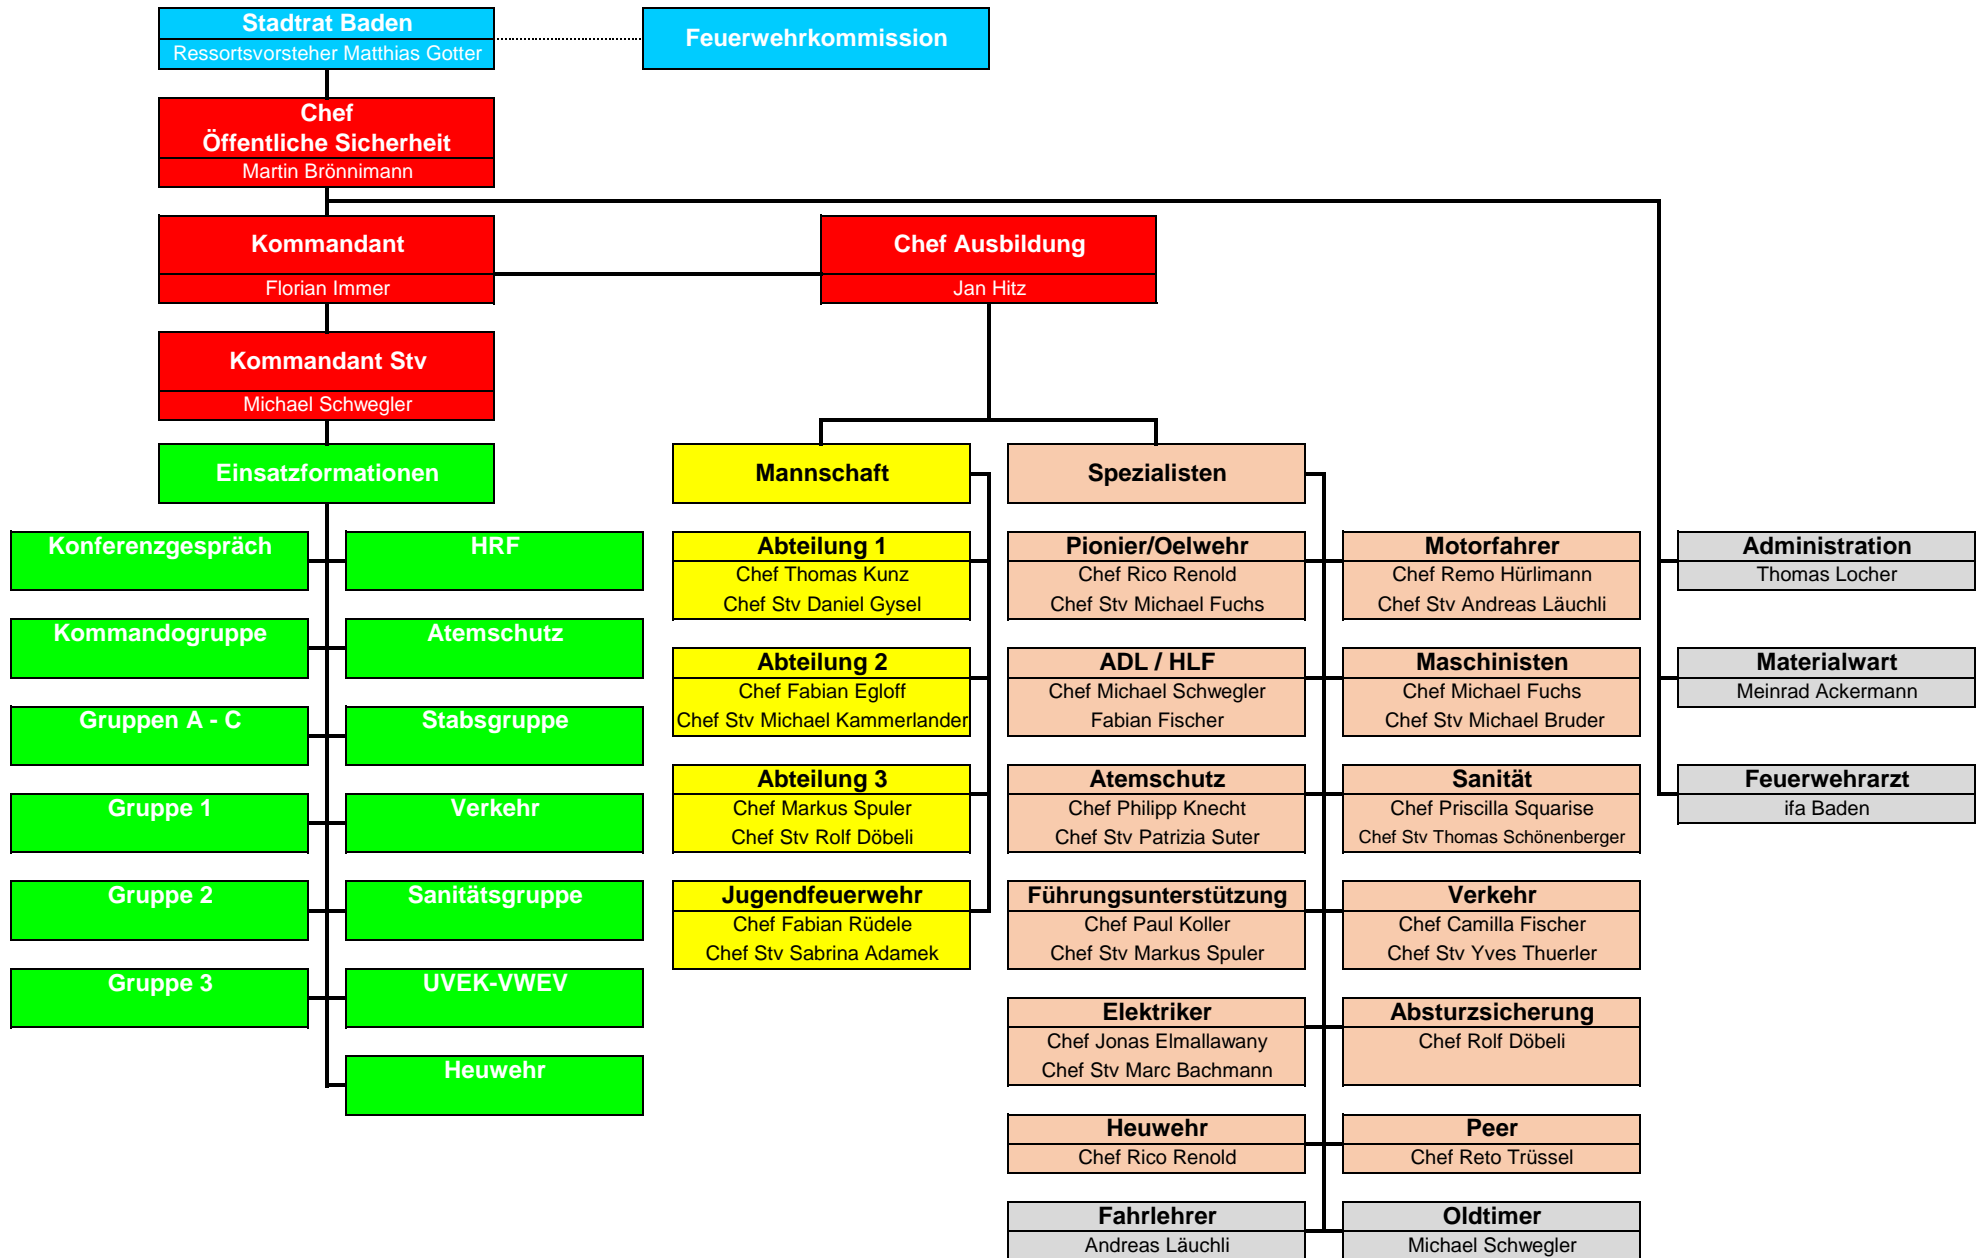 Stadtrat Baden
Ressortsvorsteher Matthias Gotter
Feuerwehrkommission
Chef
Öffentliche Sicherheit
Martin Brönnimann
Kommandant
Florian Immer
Chef Ausbildung
Jan Hitz
Kommandant Stv
Michael Schwegler
Einsatzformationen
Konferenzgespräch
HRF
Kommandogruppe
Atemschutz
Gruppen A - C
Stabsgruppe
Gruppe 1
Verkehr
Gruppe 2
Sanitätsgruppe
Gruppe 3
UVEK-VWEV
Heuwehr
Mannschaft
Abteilung 1
Chef Thomas Kunz
Chef Stv Daniel Gysel
Abteilung 2
Chef Fabian Egloff
Chef Stv Michael Kammerlander
Abteilung 3
Chef Markus Spuler
Chef Stv Rolf Döbeli
Jugendfeuerwehr
Chef Fabian Rüdele
Chef Stv Sabrina Adamek
Spezialisten
Pionier/Oelwehr
Chef Rico Renold
Chef Stv Michael Fuchs
Motorfahrer
Chef Remo Hürlimann
Chef Stv Andreas Läuchli
ADL / HLF
Chef Michael Schwegler
Fabian Fischer
Maschinisten
Chef Michael Fuchs
Chef Stv Michael Bruder
Atemschutz
Chef Philipp Knecht
Chef Stv Patrizia Suter
Sanität
Chef Priscilla Squarise
Chef Stv Thomas Schönenberger
Führungsunterstützung
Chef Paul Koller
Chef Stv Markus Spuler
Verkehr
Chef Camilla Fischer
Chef Stv Yves Thuerler
Elektriker
Chef Jonas Elmallawany
Chef Stv Marc Bachmann
Absturzsicherung
Chef Rolf Döbeli
Heuwehr
Chef Rico Renold
Peer
Chef Reto Trüssel
Fahrlehrer
Andreas Läuchli
Oldtimer
Michael Schwegler
Administration
Thomas Locher
Materialwart
Meinrad Ackermann
Feuerwehrarzt
ifa Baden